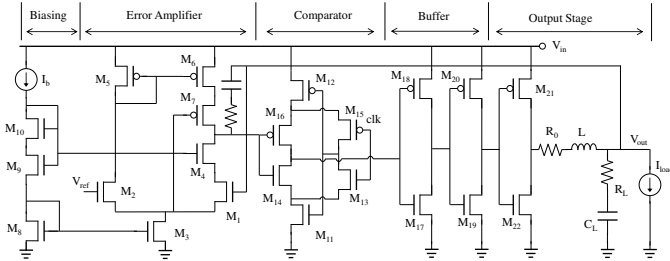 Biasing Error Amplifier Comparator Buffer Output Stage
V_in
I_b
M_5
M_6
M_7
M_10
M_9
M_8
V_ref
M_2
M_3
M_4
M_1
M_12
M_16
M_15
clk
M_14
M_13
M_11
M_18
M_17
M_20
M_19
M_21
M_22
R_0
L
V_out
I_load
R_L
C_L